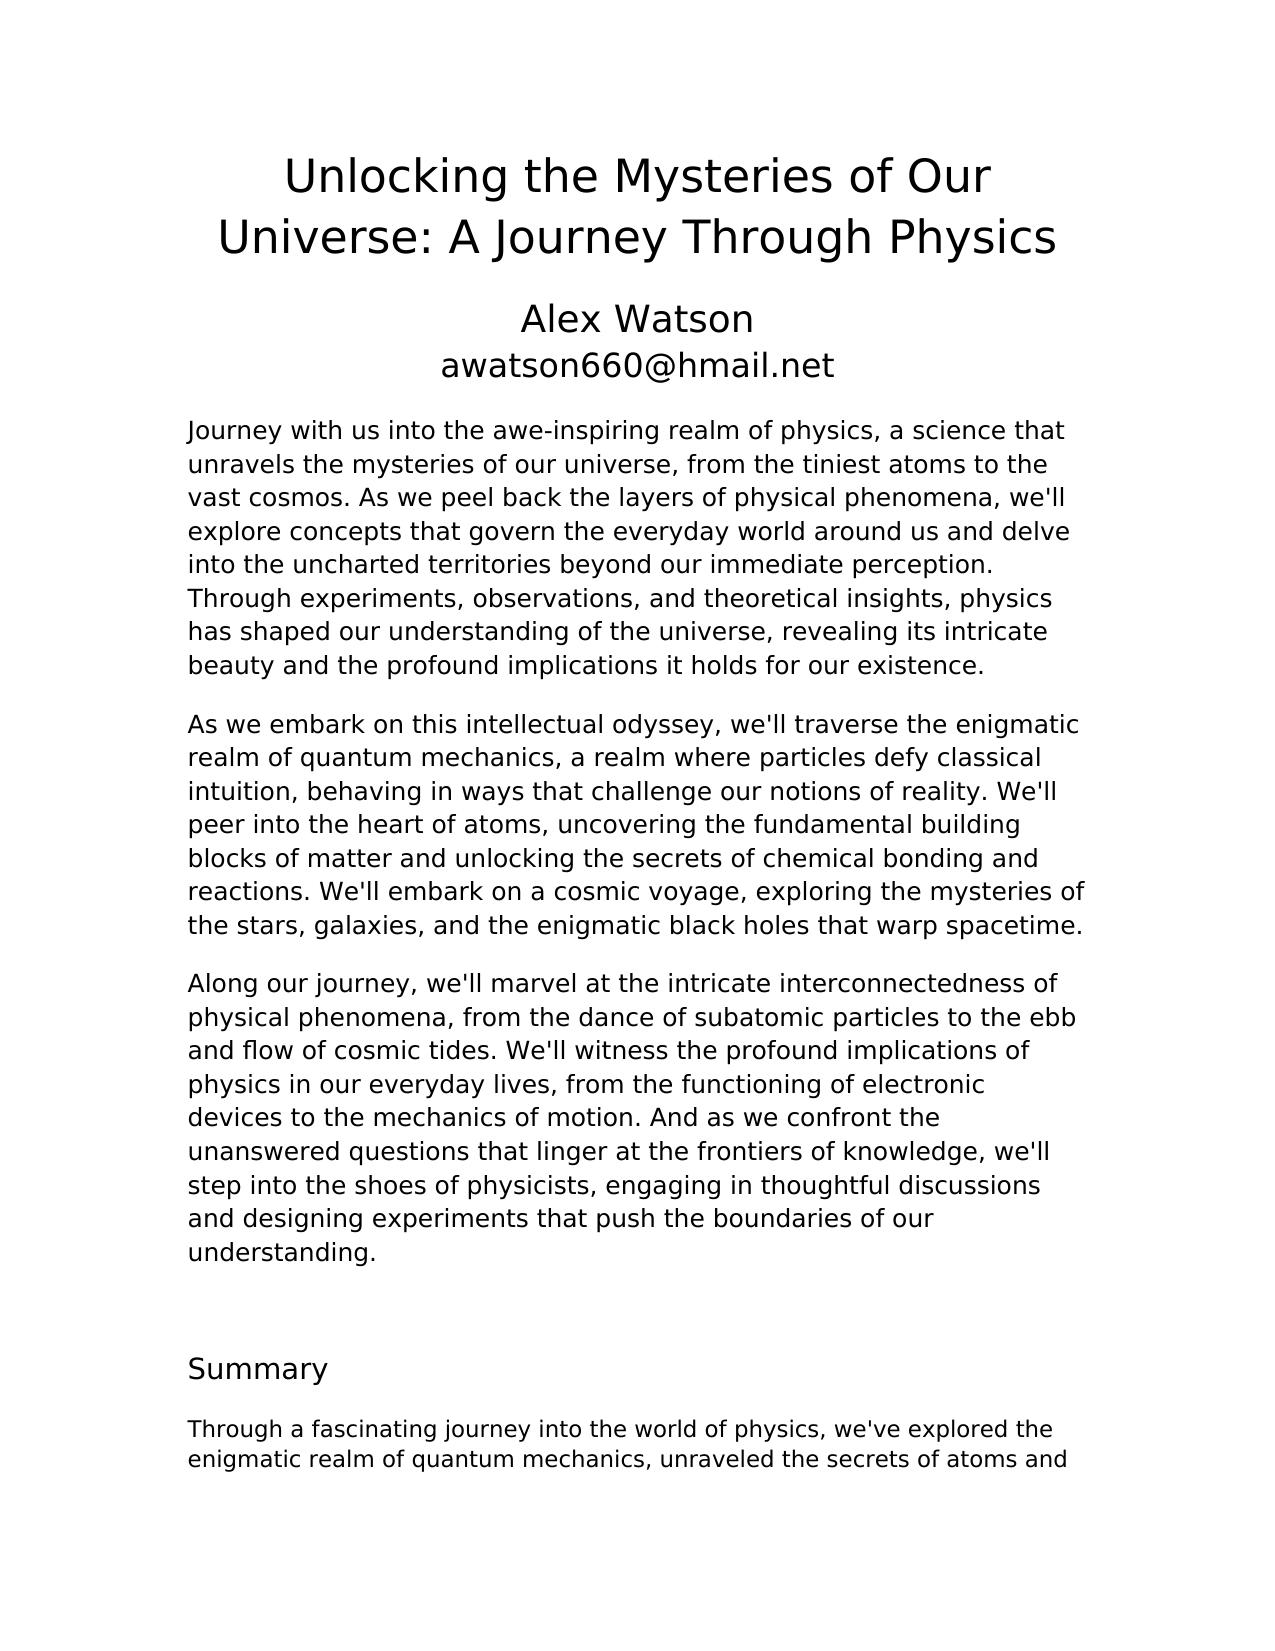 Unlocking the Mysteries of Our
Universe: A Journey Through Physics
Alex Watson
awatson660@hmail.net
Journey with us into the awe-inspiring realm of physics, a science that
unravels the mysteries of our universe, from the tiniest atoms to the
vast cosmos. As we peel back the layers of physical phenomena, we'll
explore concepts that govern the everyday world around us and delve
into the uncharted territories beyond our immediate perception.
Through experiments, observations, and theoretical insights, physics
has shaped our understanding of the universe, revealing its intricate
beauty and the profound implications it holds for our existence.
As we embark on this intellectual odyssey, we'll traverse the enigmatic
realm of quantum mechanics, a realm where particles defy classical
intuition, behaving in ways that challenge our notions of reality. We'll
peer into the heart of atoms, uncovering the fundamental building
blocks of matter and unlocking the secrets of chemical bonding and
reactions. We'll embark on a cosmic voyage, exploring the mysteries of
the stars, galaxies, and the enigmatic black holes that warp spacetime.
Along our journey, we'll marvel at the intricate interconnectedness of
physical phenomena, from the dance of subatomic particles to the ebb
and flow of cosmic tides. We'll witness the profound implications of
physics in our everyday lives, from the functioning of electronic
devices to the mechanics of motion. And as we confront the
unanswered questions that linger at the frontiers of knowledge, we'll
step into the shoes of physicists, engaging in thoughtful discussions
and designing experiments that push the boundaries of our
understanding.
Summary
Through a fascinating journey into the world of physics, we've explored the
enigmatic realm of quantum mechanics, unraveled the secrets of atoms and